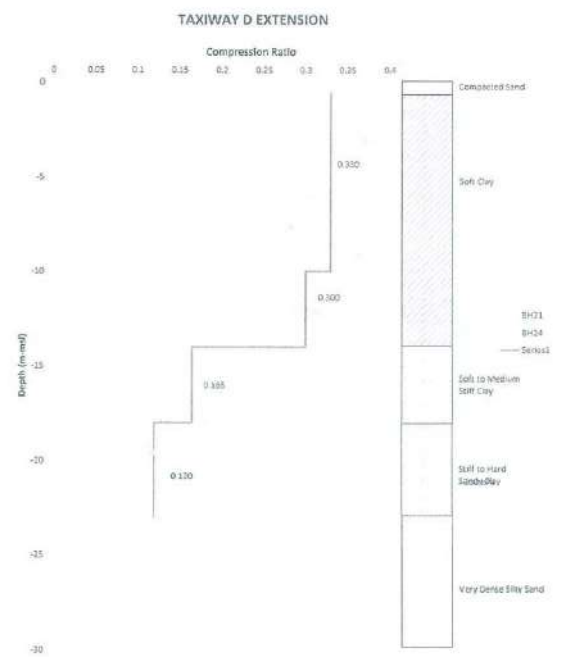 TAXIWAY D EXTENSION
Compression Ratio
0 0.05 0.1 0.15 0.2 0.25 0.3 0.35 0.4
0
Compacted Sand
0.330
-5
Soft Clay
-10
0.300
BH21
BH24
Series1
Depth (m-msl)
-15
0.165
Soft to Medium
Stiff Clay
-20
0.120
Stiff to Hard
-25
Very Dense Silty Sand
-30